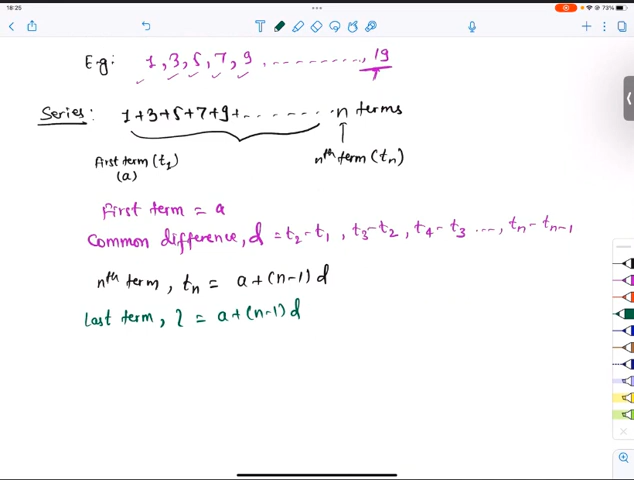 18:25
73%
E.g: 1, 3, 5, 7, 9, ............, 19
Series: 1+3+5+7+9+ ............ n terms
First term (t₁) nᵗʰ term (tₙ)
(a)
First term = a
Common difference, d = t₂ - t₁, t₃ - t₂, t₄ - t₃ ...., tₙ - tₙ₋₁
nᵗʰ term, tₙ = a + (n-1) d
Last term, l = a + (n-1) d